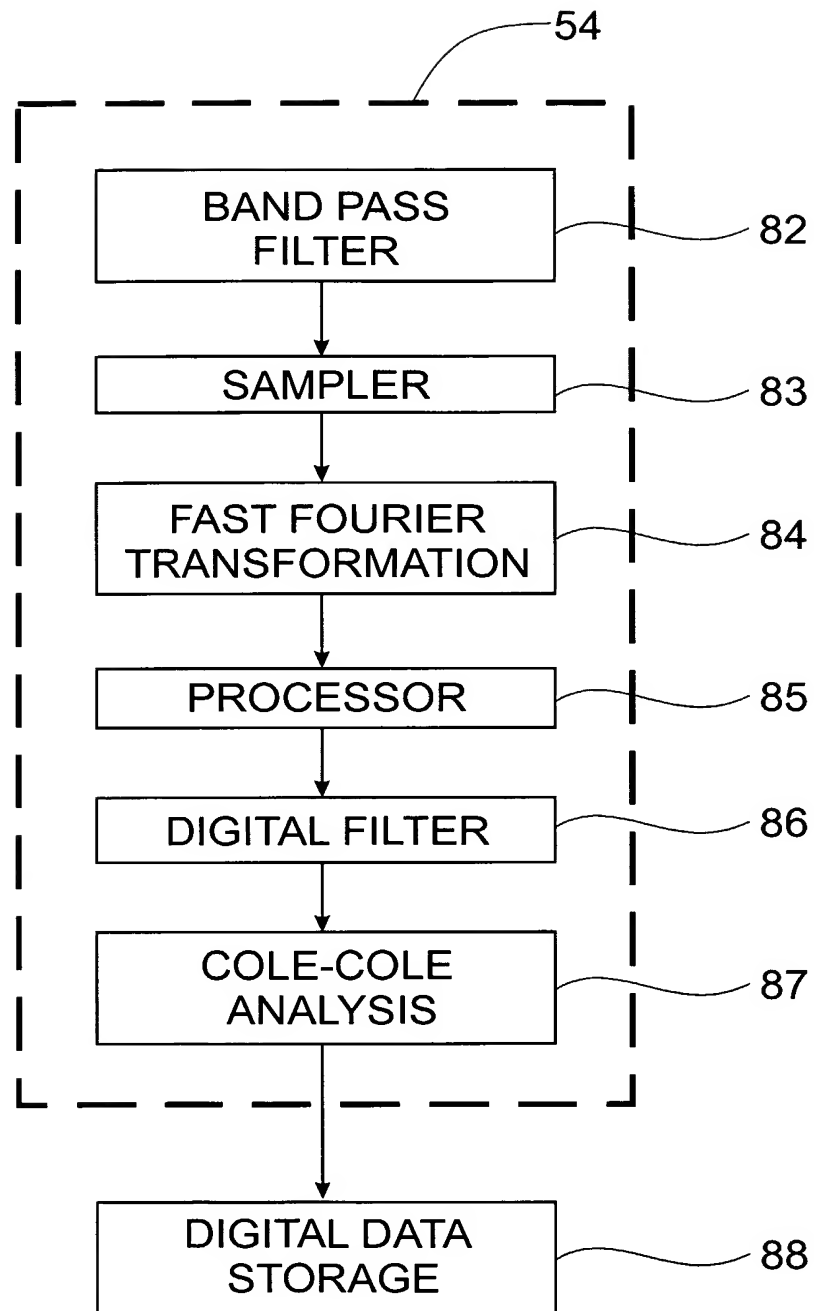 54
BAND PASS
FILTER
82
SAMPLER
83
FAST FOURIER
TRANSFORMATION
84
PROCESSOR
85
DIGITAL FILTER
86
COLE-COLE
ANALYSIS
87
DIGITAL DATA
STORAGE
88